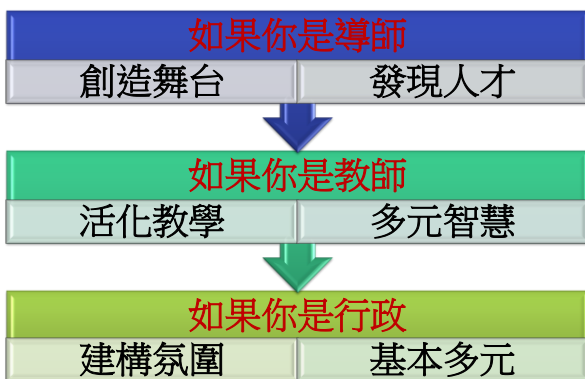 如果你是導師
創造舞台 發現人才
如果你是教師
活化教學 多元智慧
如果你是行政
建構氛圍 基本多元